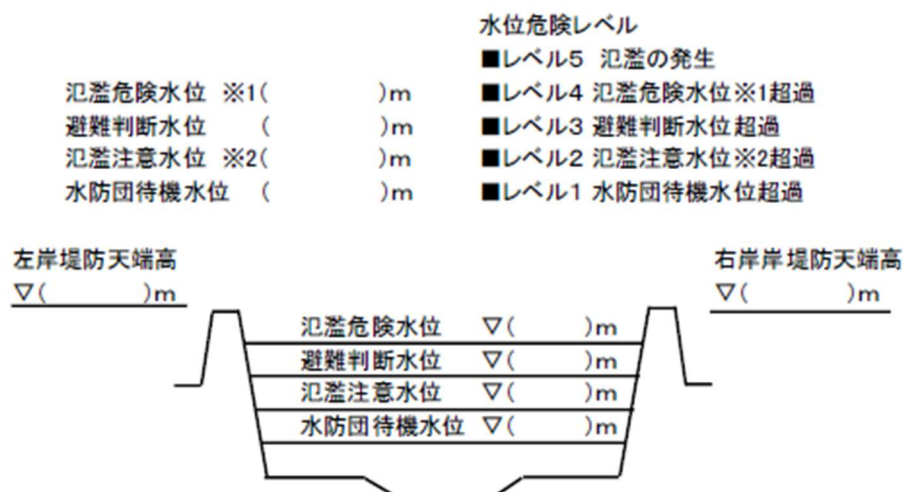 水位危険レベル
■レベル5 氾濫の発生
氾濫危険水位 ※1( )m ■レベル4 氾濫危険水位※1超過
避難判断水位 ( )m ■レベル3 避難判断水位超過
氾濫注意水位 ※2( )m ■レベル2 氾濫注意水位※2超過
水防団待機水位 ( )m ■レベル1 水防団待機水位超過
左岸堤防天端高 右岸岸堤防天端高
▽( )m ▽( )m
氾濫危険水位 ▽( )m
避難判断水位 ▽( )m
氾濫注意水位 ▽( )m
水防団待機水位 ▽( )m